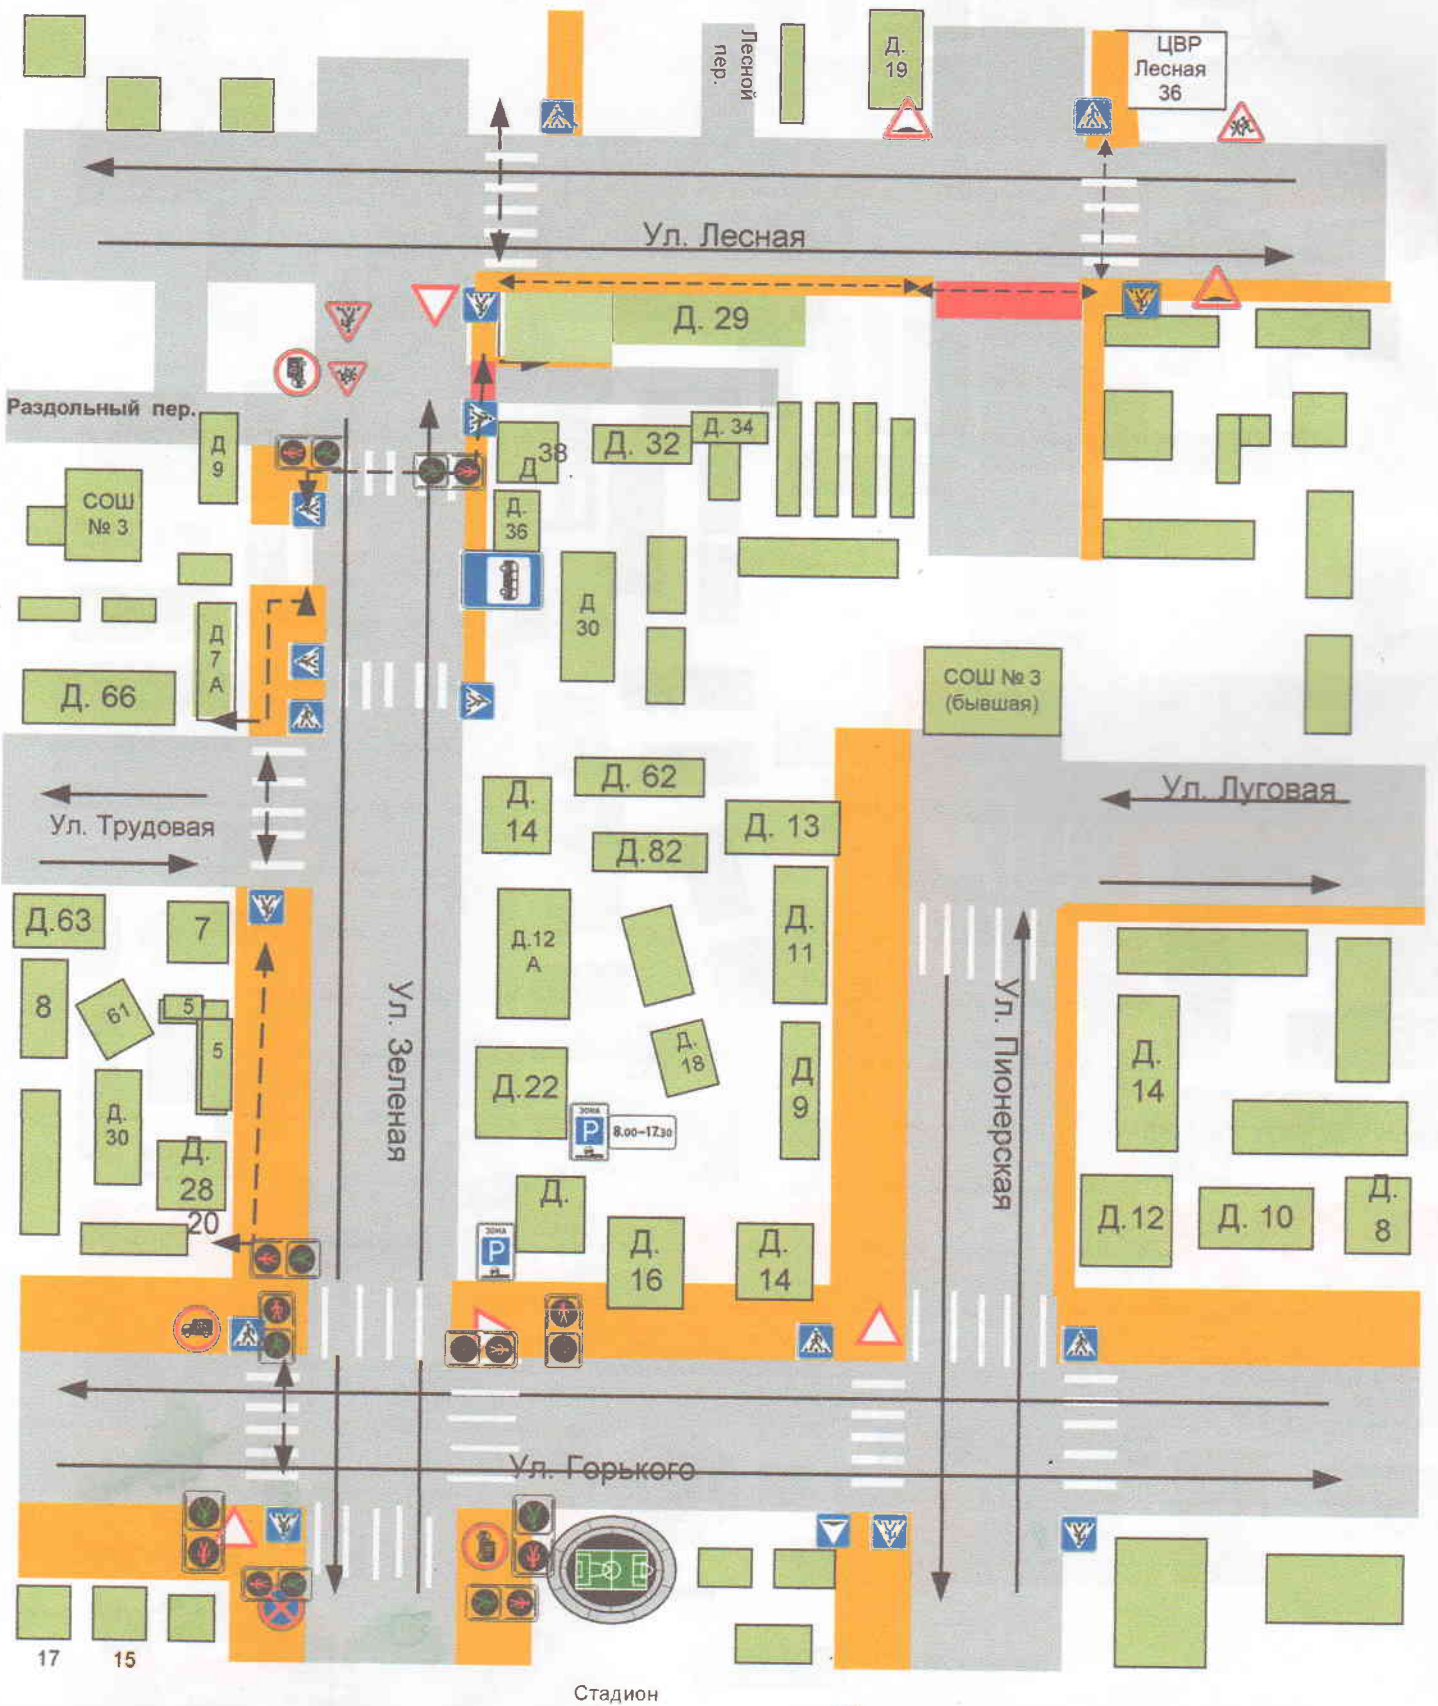 Лесной
пер.
Д.
19
ЦВР
Лесная
36
Ул. Лесная
Д. 29
Раздольный пер.
Д
9
СОШ
№ 3
Д
38
Д. 32
Д. 34
Д.
36
Д
30
Д
7
А
Д. 66
СОШ № 3
(бывшая)
Ул. Трудовая
Ул. Луговая
Д.
14
Д. 62
Д.82
Д. 13
Д.63
7
8
61
5
5
Д.
30
Д.
28
20
Ул. Зеленая
Д.12
А
Д.
11
Д.22
Д.
18
Д
9
ЗОНА
P
8.00–17.30
Ул. Пионерская
Д.
14
Д.
ЗОНА
P
Д.
16
Д.
14
Д.12
Д. 10
Д.
8
Ул. Горького
17
15
Стадион